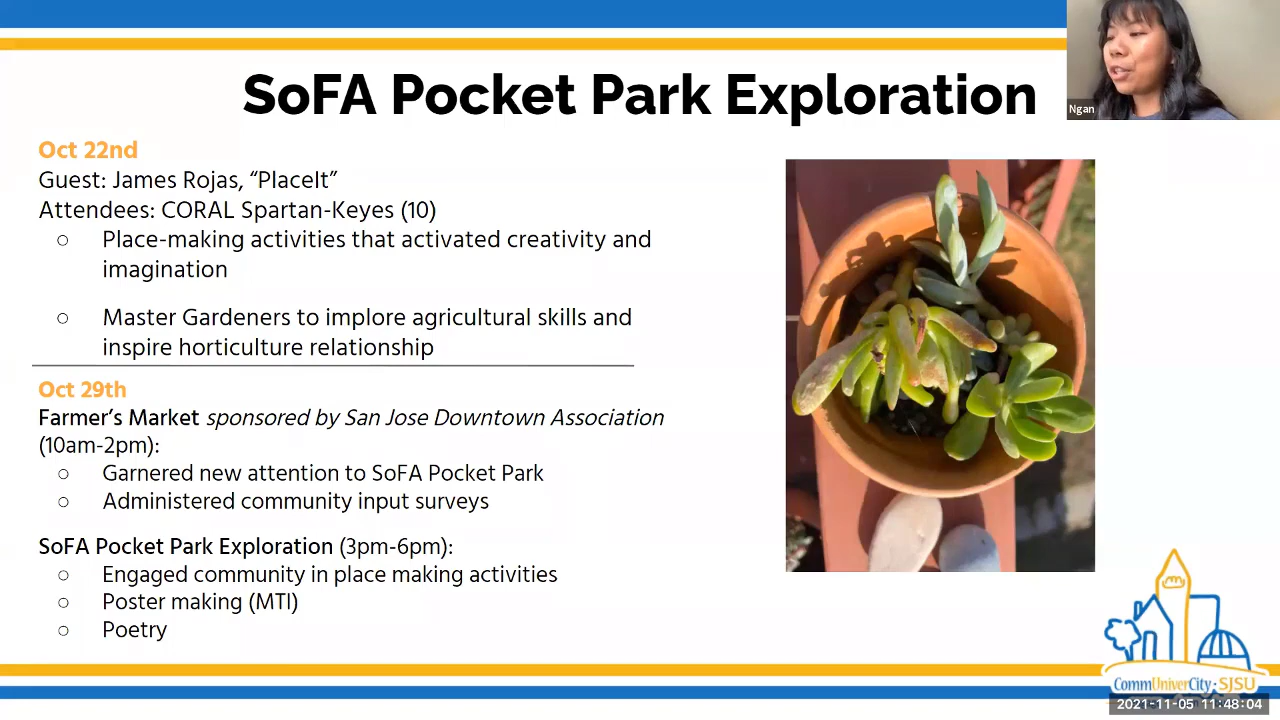 SoFA Pocket Park Exploration
Ngan
Oct 22nd
Guest: James Rojas, “PlaceIt”
Attendees: CORAL Spartan-Keyes (10)
○ Place-making activities that activated creativity and
imagination
○ Master Gardeners to implore agricultural skills and
inspire horticulture relationship
Oct 29th
Farmer’s Market sponsored by San Jose Downtown Association
(10am-2pm):
○ Garnered new attention to SoFA Pocket Park
○ Administered community input surveys
SoFA Pocket Park Exploration (3pm-6pm):
○ Engaged community in place making activities
○ Poster making (MTI)
○ Poetry
CommUniverCity · SJSU
2021-11-05 11:48:04